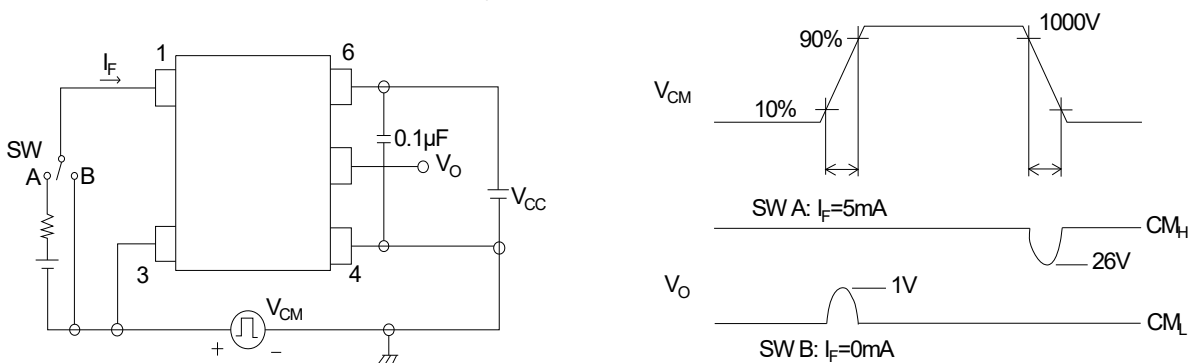 1
6
I_F
SW
A
B
0.1µF
V_O
V_CC
3
4
V_CM
+
–
90%
1000V
V_CM
10%
SW A: I_F=5mA
CM_H
26V
V_O
1V
CM_L
SW B: I_F=0mA